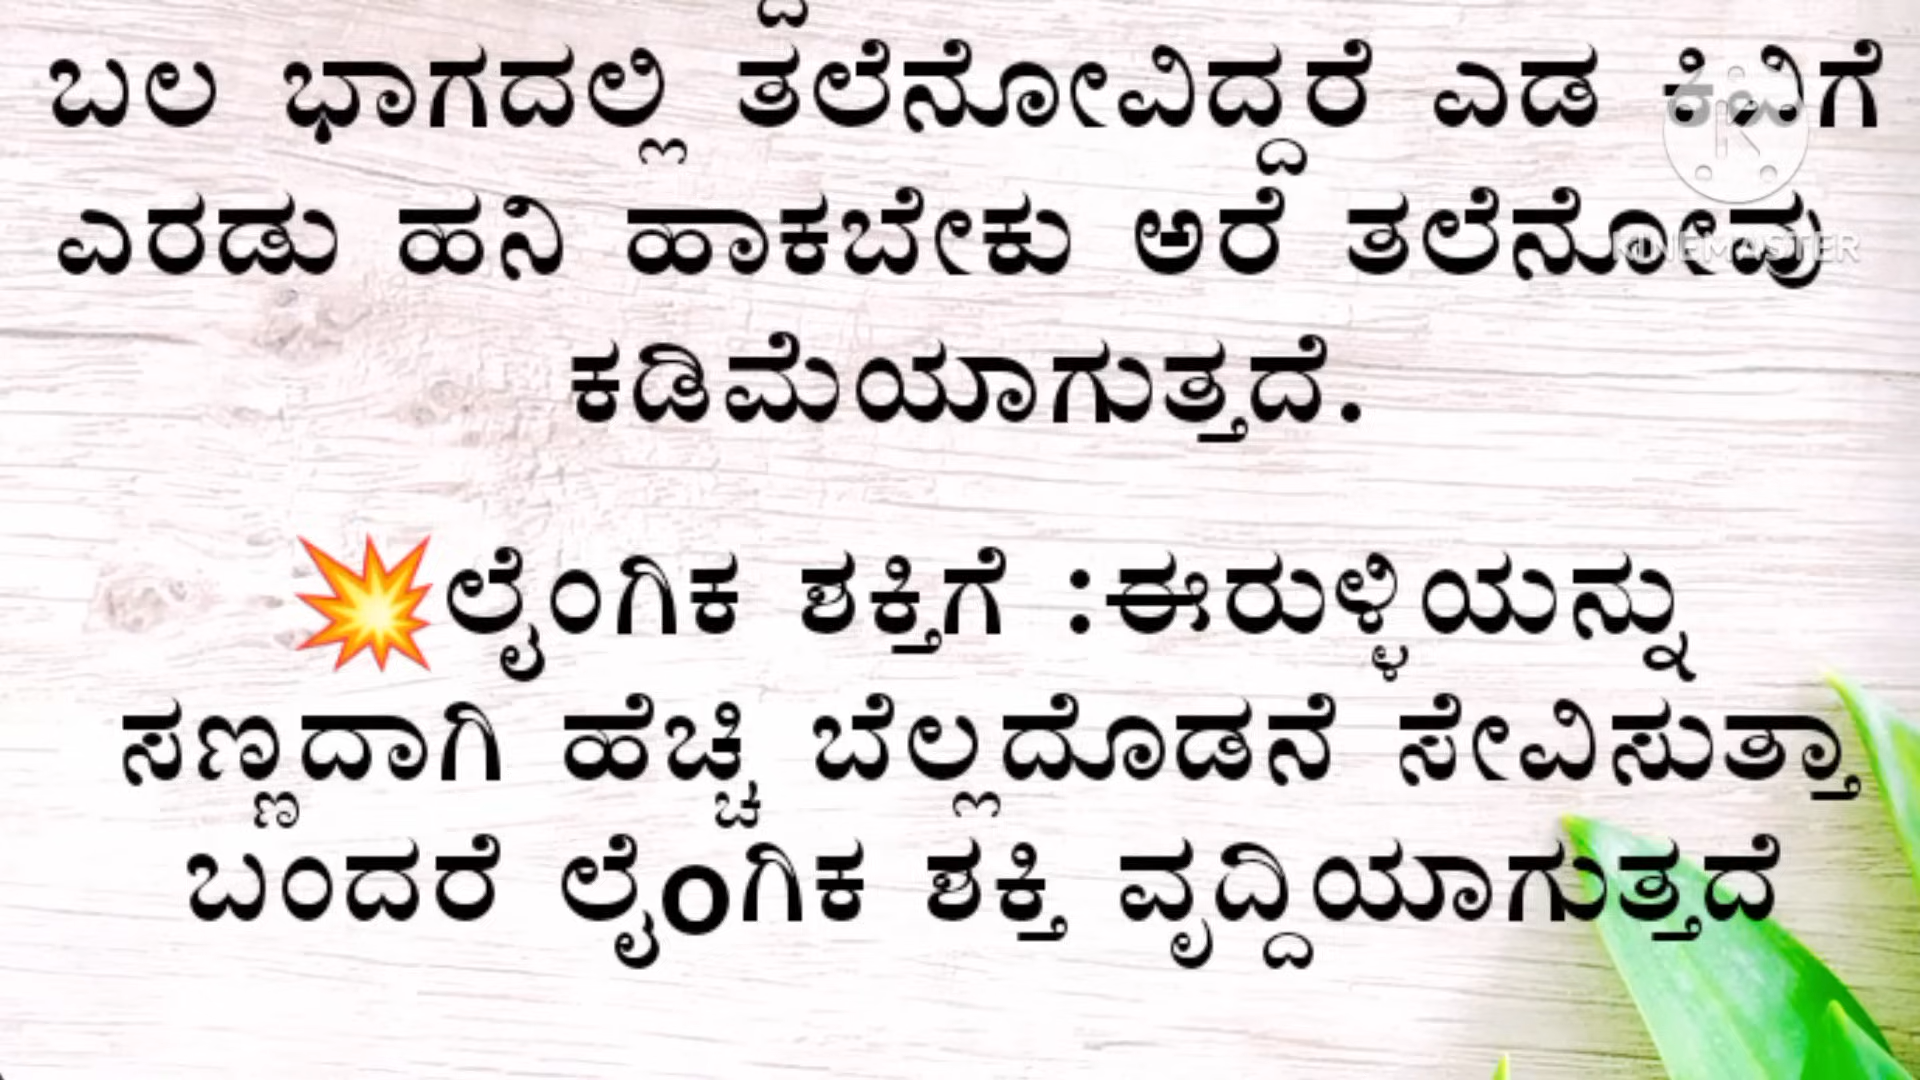 ಬಲ ಭಾಗದಲ್ಲಿ ತಲೆನೋವಿದ್ದರೆ ಎಡ ಕಿವಿಗೆ
ಎರಡು ಹನಿ ಹಾಕಬೇಕು ಅರೆ ತಲೆನೋವು
KINEMASTER
ಕಡಿಮೆಯಾಗುತ್ತದೆ.
💥ಲೈಂಗಿಕ ಶಕ್ತಿಗೆ :ಈರುಳ್ಳಿಯನ್ನು
ಸಣ್ಣದಾಗಿ ಹೆಚ್ಚಿ ಬೆಲ್ಲದೊಡನೆ ಸೇವಿಸುತ್ತಾ
ಬಂದರೆ ಲೈಂಗಿಕ ಶಕ್ತಿ ವೃದ್ದಿಯಾಗುತ್ತದೆ